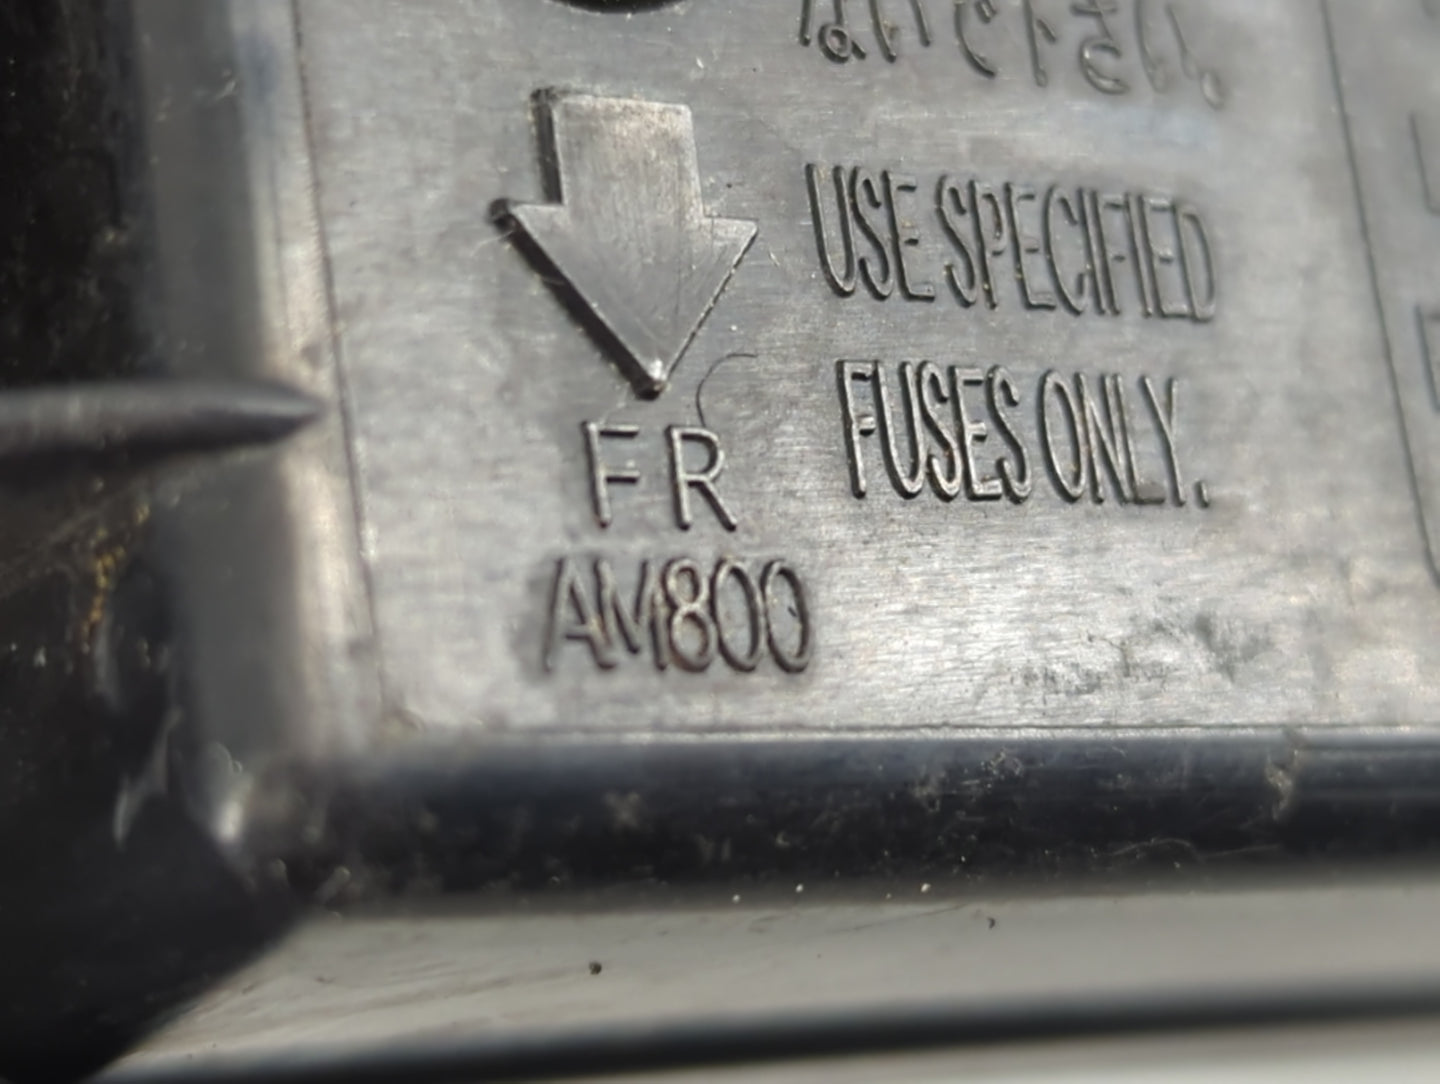 USE SPECIFIED
FUSES ONLY.
FR
AM800